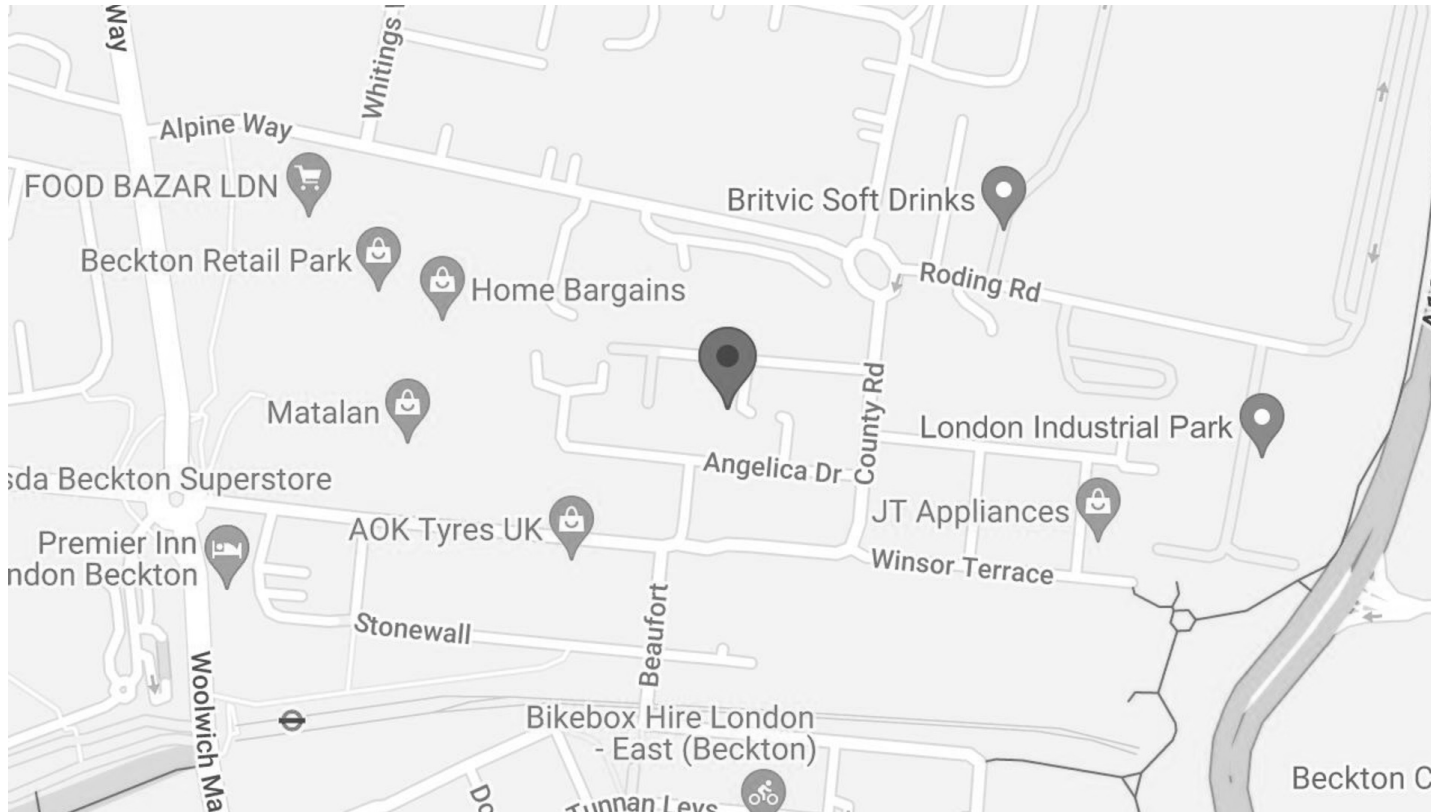 Way
Whitings
Alpine Way
FOOD BAZAR LDN
Britvic Soft Drinks
Beckton Retail Park
Home Bargains
Roding Rd
Matalan
County Rd
London Industrial Park
Angelica Dr
sda Beckton Superstore
JT Appliances
AOK Tyres UK
Premier Inn
ndon Beckton
Winsor Terrace
Stonewall
Beaufort
Woolwich Ma
Bikebox Hire London
- East (Beckton)
Beckton C
Do
Tunnan Leys